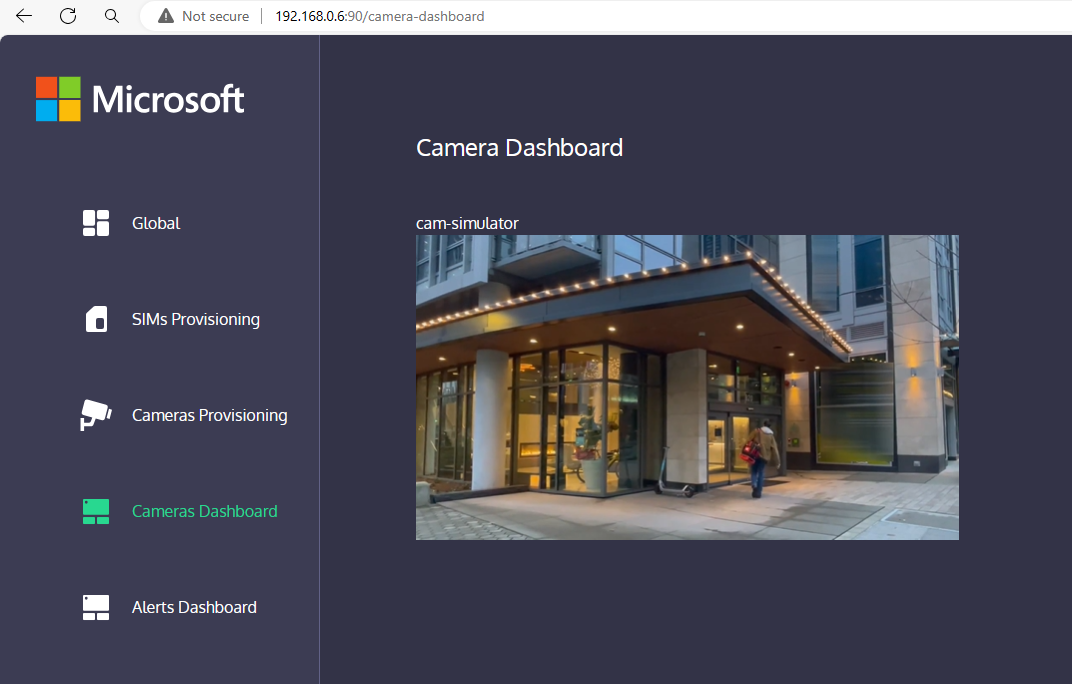 Not secure
192.168.0.6:90/camera-dashboard
Microsoft
Camera Dashboard
Global
cam-simulator
SIMs Provisioning
Cameras Provisioning
Cameras Dashboard
Alerts Dashboard